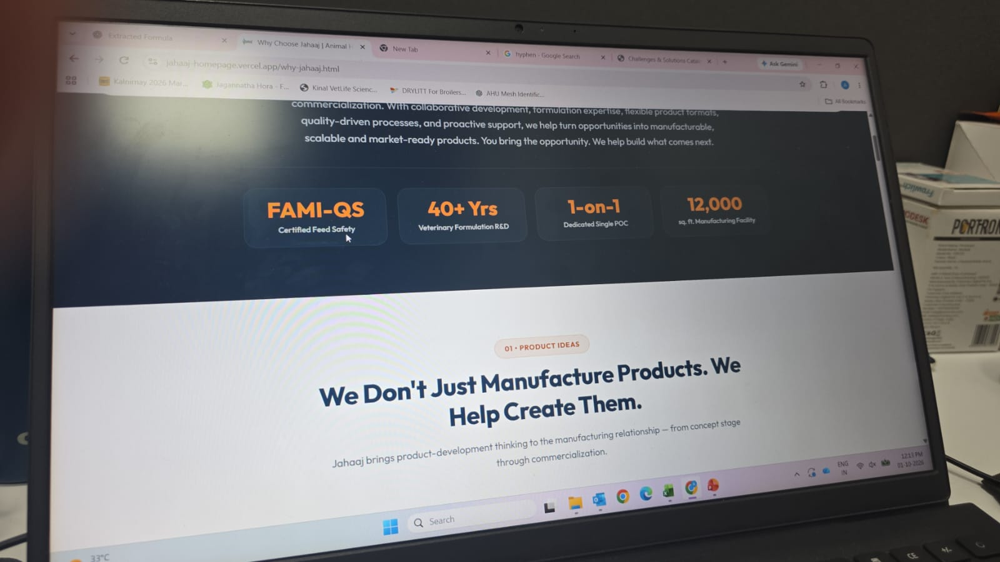 Extracted Formula
Why Choose Jahaaj | Animal H
New Tab
hyphen - Google Search
Challenges & Solutions Catal
Ask Gemini
jahaaj-homepage.vercel.app/why-jahaaj.html
Kalnirnay 2026 Mar...
Jagannatha Hora - F...
Kinal VetLife Scienc...
DRYLITT For Broilers...
AHU Mesh Identific...
All Bookmarks
commercialization. With collaborative development, formulation expertise, flexible product formats,
quality-driven processes, and proactive support, we help turn opportunities into manufacturable,
scalable and market-ready products. You bring the opportunity. We help build what comes next.
FAMI-QS
Certified Feed Safety
40+ Yrs
Veterinary Formulation R&D
1-on-1
Dedicated Single POC
12,000
sq. ft. Manufacturing Facility
01 • PRODUCT IDEAS
We Don't Just Manufacture Products. We
Help Create Them.
Jahaaj brings product-development thinking to the manufacturing relationship — from concept stage
through commercialization.
Search
ENG
IN
12:13 PM
01-10-2026
33°C
CE
+/-
PORTRON